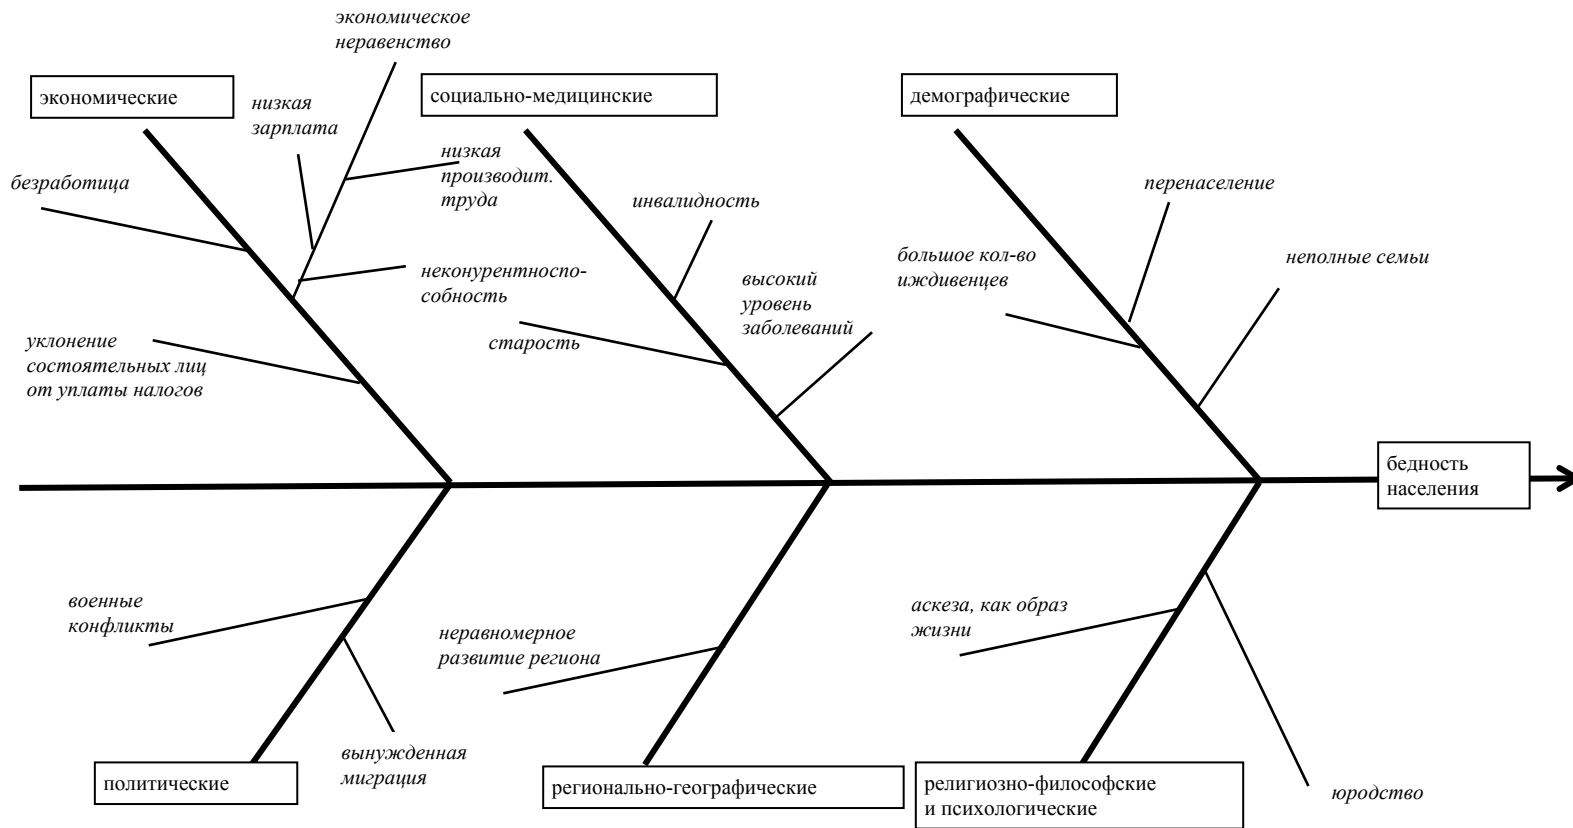 экономическое
неравенство
экономические
низкая
зарплата
социально-медицинские
демографические
безработица
низкая
производит.
труда
инвалидность
перенаселение
большое кол-во
иждивенцев
неполные семьи
неконурентноспо-
собность
высокий
уровень
заболеваний
старость
уклонение
состоятельных лиц
от уплаты налогов
бедность
населения
военные
конфликты
неравномерное
развитие региона
аскеза, как образ
жизни
вынужденная
миграция
политические
регионально-географические
религиозно-философские
и психологические
юродство